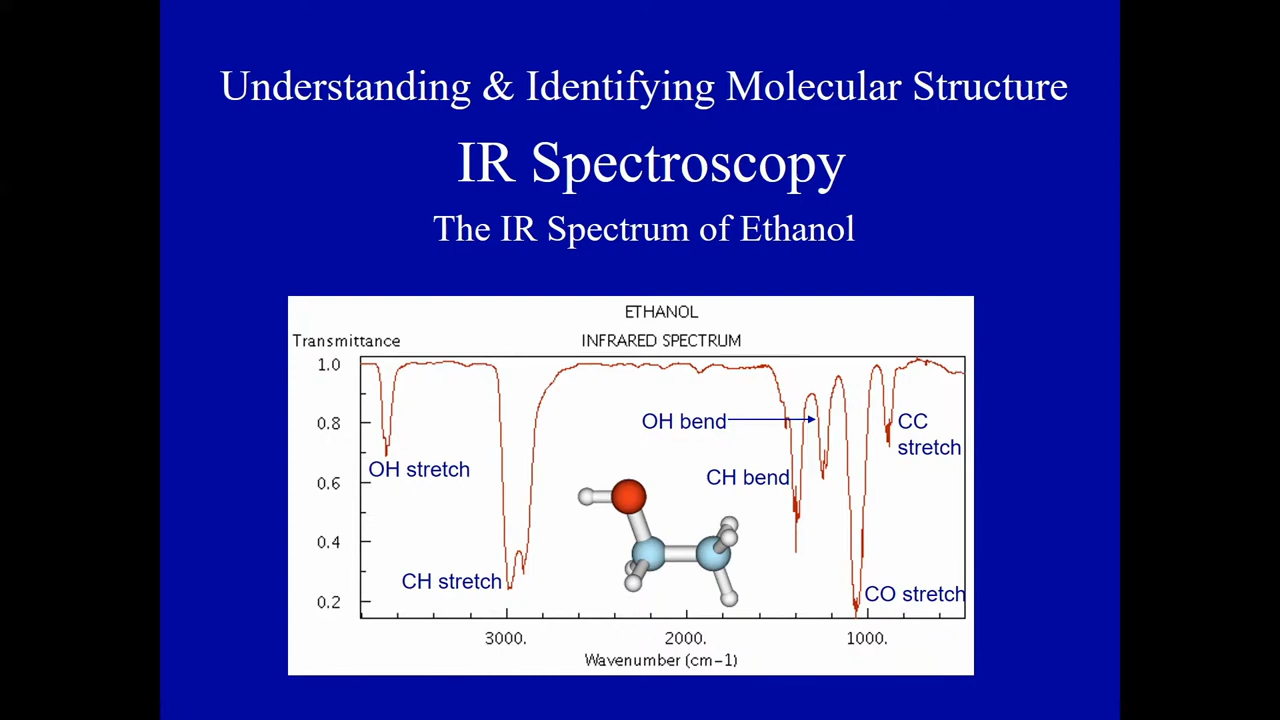 Understanding & Identifying Molecular Structure
IR Spectroscopy
The IR Spectrum of Ethanol
ETHANOL
Transmittance
INFRARED SPECTRUM
1.0
0.8
0.6
0.4
0.2
OH stretch
CH stretch
OH bend
CH bend
CC
stretch
CO stretch
3000.
2000.
1000.
Wavenumber (cm-1)